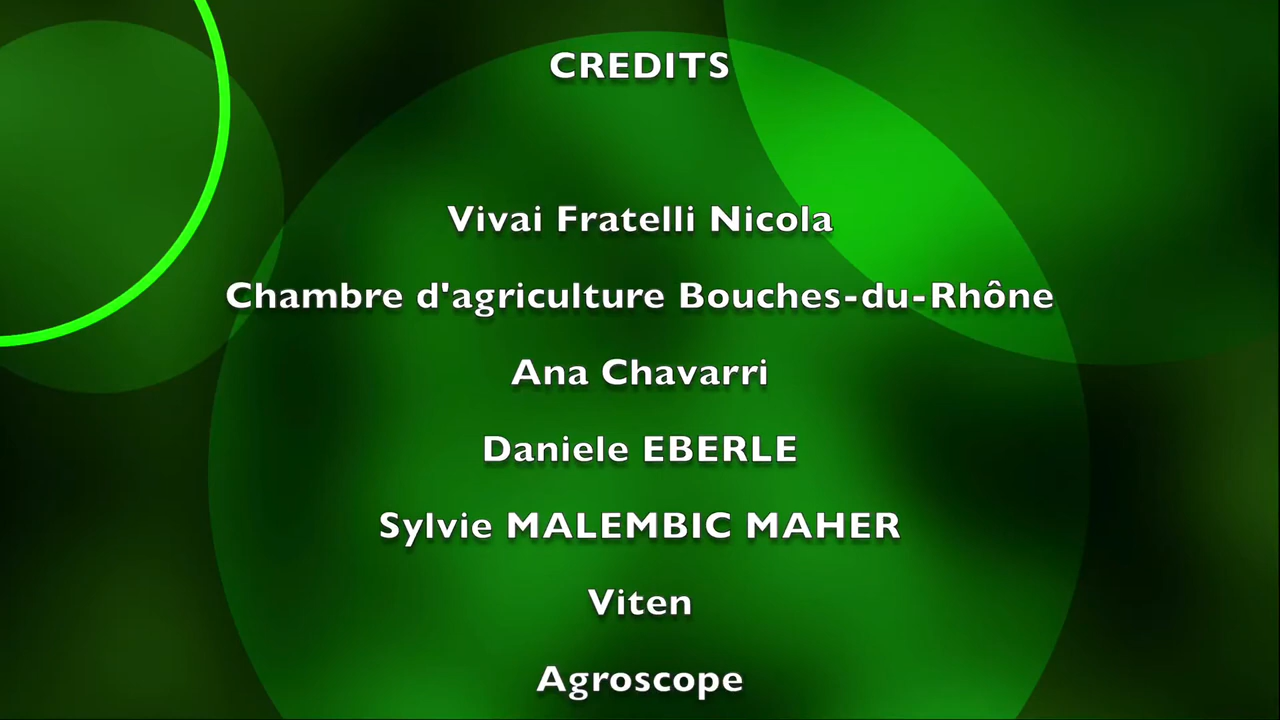 CREDITS
Vivai Fratelli Nicola
Chambre d'agriculture Bouches-du-Rhône
Ana Chavarri
Daniele EBERLE
Sylvie MALEMBIC MAHER
Viten
Agroscope